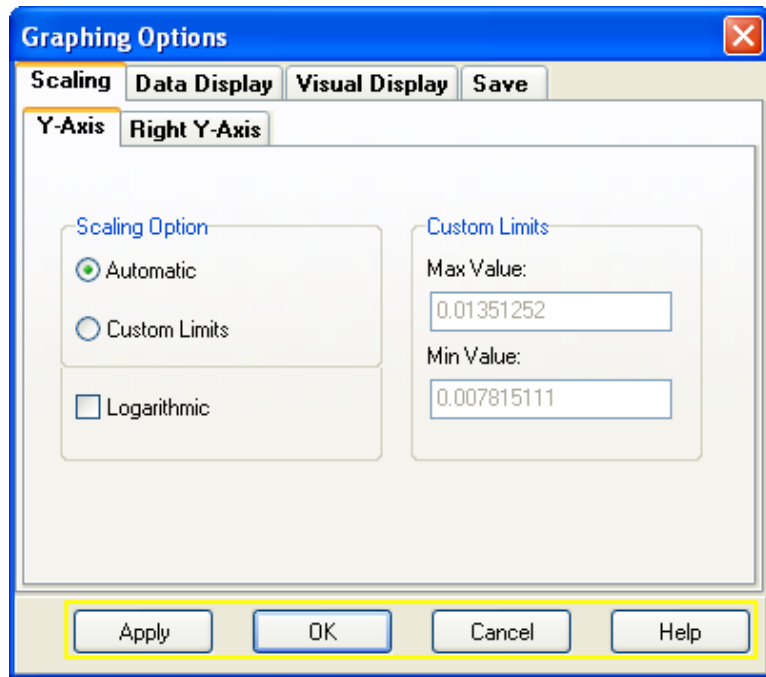 Graphing Options
Scaling Data Display Visual Display Save
Y-Axis Right Y-Axis
Scaling Option
Automatic
Custom Limits
Logarithmic
Custom Limits
Max Value:
0.01351252
Min Value:
0.007815111
Apply OK Cancel Help